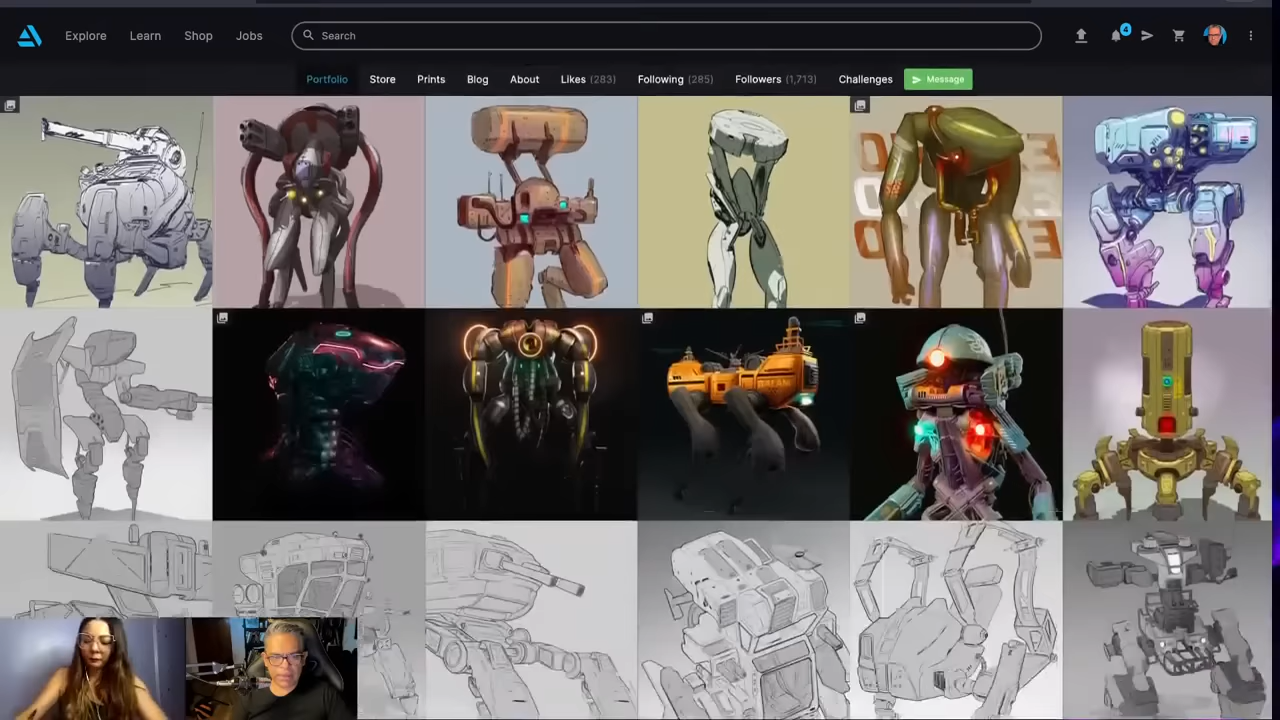 Explore Learn Shop Jobs Search 4
Portfolio Store Prints Blog About Likes (283) Following (285) Followers (1,713) Challenges Message